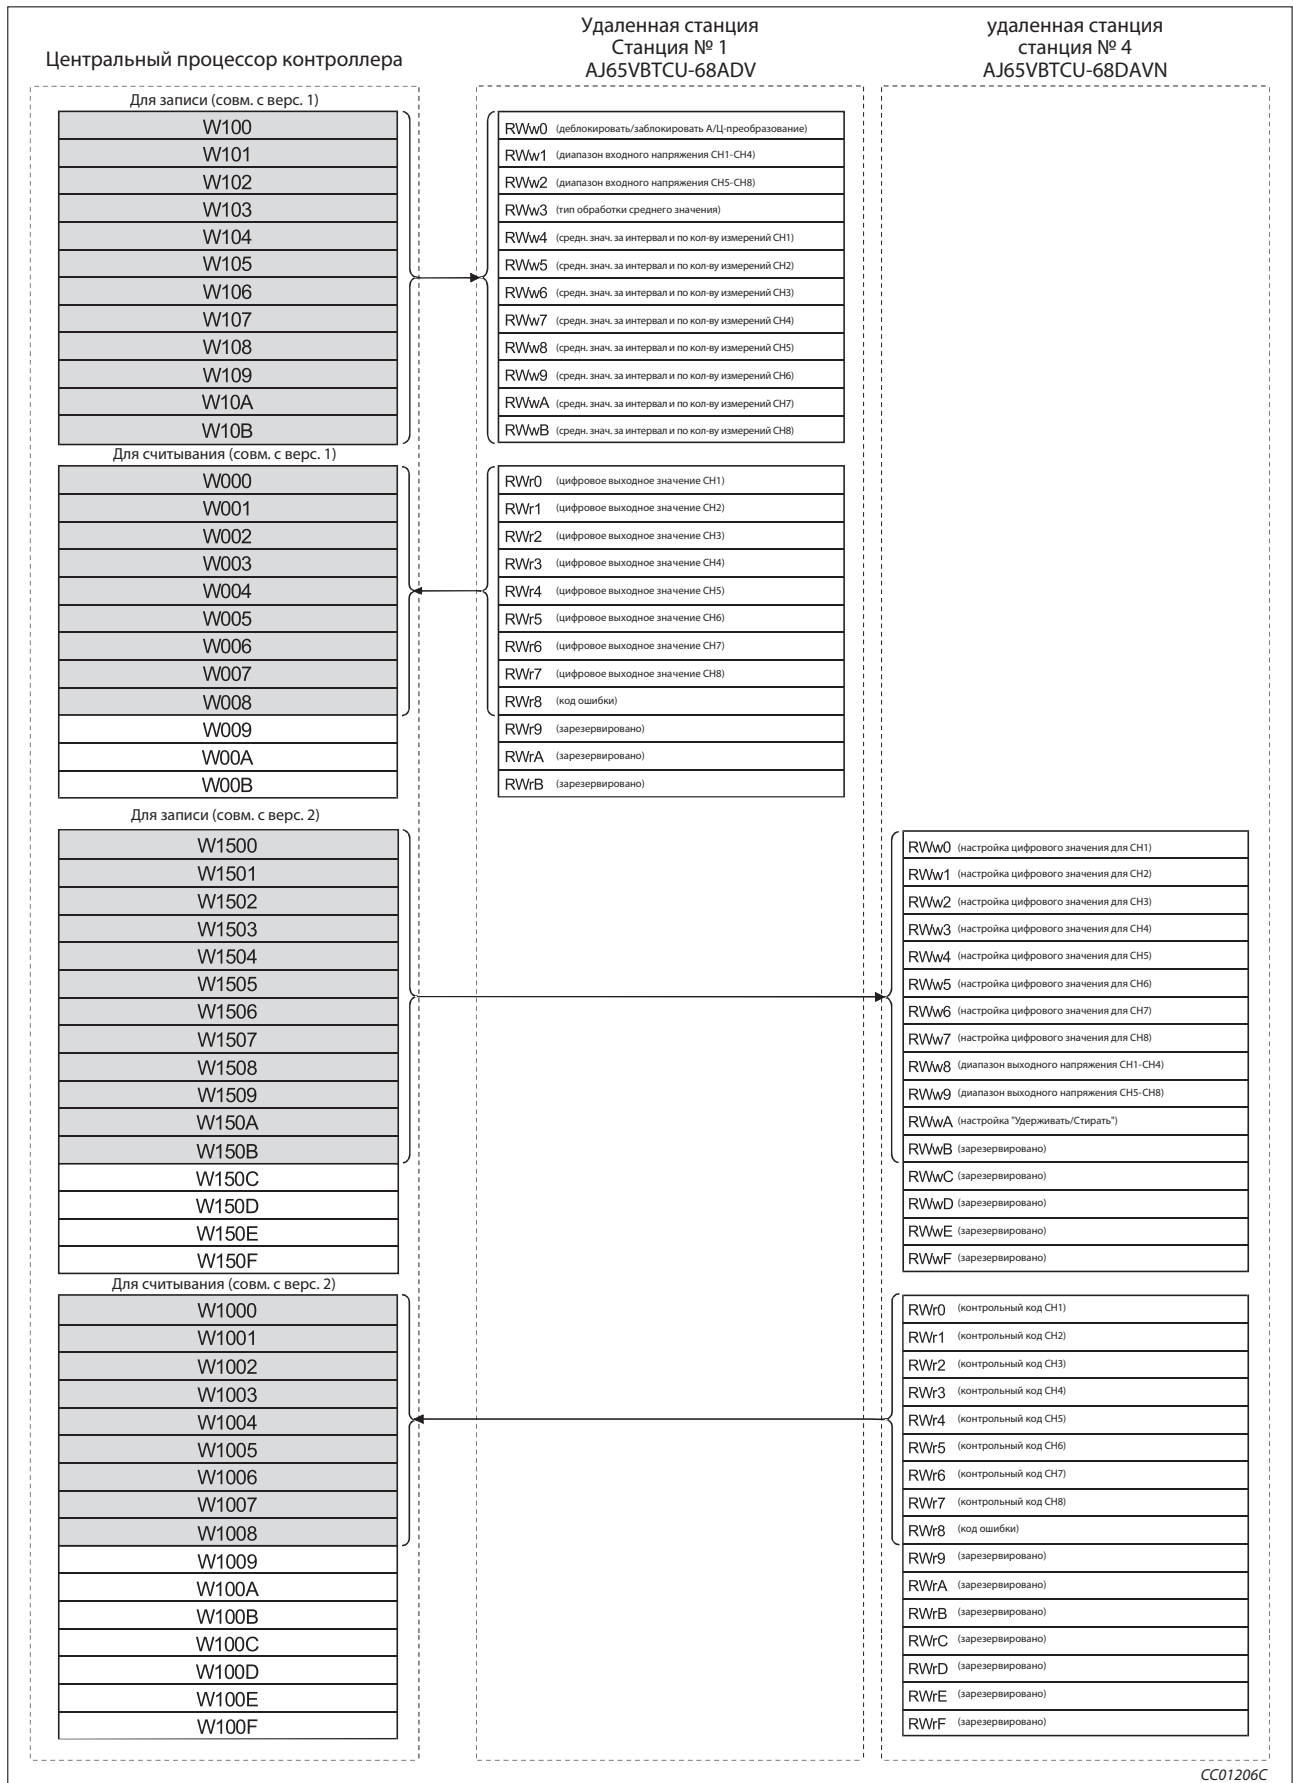 Центральный процессор контроллера
Удаленная станция
Станция № 1
AJ65VBTCU-68ADV
удаленная станция
станция № 4
AJ65VBTCU-68DAVN
Для записи (совм. с верс. 1)
W100
W101
W102
W103
W104
W105
W106
W107
W108
W109
W10A
W10B
RWw0 (деблокировать/заблокировать А/Ц-преобразование)
RWw1 (диапазон входного напряжения CH1-CH4)
RWw2 (диапазон входного напряжения CH5-CH8)
RWw3 (тип обработки среднего значения)
RWw4 (средн. знач. за интервал и по кол-ву измерений CH1)
RWw5 (средн. знач. за интервал и по кол-ву измерений CH2)
RWw6 (средн. знач. за интервал и по кол-ву измерений CH3)
RWw7 (средн. знач. за интервал и по кол-ву измерений CH4)
RWw8 (средн. знач. за интервал и по кол-ву измерений CH5)
RWw9 (средн. знач. за интервал и по кол-ву измерений CH6)
RWwA (средн. знач. за интервал и по кол-ву измерений CH7)
RWwB (средн. знач. за интервал и по кол-ву измерений CH8)
Для считывания (совм. с верс. 1)
W000
W001
W002
W003
W004
W005
W006
W007
W008
W009
W00A
W00B
RWr0 (цифровое выходное значение CH1)
RWr1 (цифровое выходное значение CH2)
RWr2 (цифровое выходное значение CH3)
RWr3 (цифровое выходное значение CH4)
RWr4 (цифровое выходное значение CH5)
RWr5 (цифровое выходное значение CH6)
RWr6 (цифровое выходное значение CH7)
RWr7 (цифровое выходное значение CH8)
RWr8 (код ошибки)
RWr9 (зарезервировано)
RWrA (зарезервировано)
RWrB (зарезервировано)
Для записи (совм. с верс. 2)
W1500
W1501
W1502
W1503
W1504
W1505
W1506
W1507
W1508
W1509
W150A
W150B
W150C
W150D
W150E
W150F
RWw0 (настройка цифрового значения для CH1)
RWw1 (настройка цифрового значения для CH2)
RWw2 (настройка цифрового значения для CH3)
RWw3 (настройка цифрового значения для CH4)
RWw4 (настройка цифрового значения для CH5)
RWw5 (настройка цифрового значения для CH6)
RWw6 (настройка цифрового значения для CH7)
RWw7 (настройка цифрового значения для CH8)
RWw8 (диапазон выходного напряжения CH1-CH4)
RWw9 (диапазон выходного напряжения CH5-CH8)
RWwA (настройка "Удерживать/Стирать")
RWwB (зарезервировано)
RWwC (зарезервировано)
RWwD (зарезервировано)
RWwE (зарезервировано)
RWwF (зарезервировано)
Для считывания (совм. с верс. 2)
W1000
W1001
W1002
W1003
W1004
W1005
W1006
W1007
W1008
W1009
W100A
W100B
W100C
W100D
W100E
W100F
RWr0 (контрольный код CH1)
RWr1 (контрольный код CH2)
RWr2 (контрольный код CH3)
RWr3 (контрольный код CH4)
RWr4 (контрольный код CH5)
RWr5 (контрольный код CH6)
RWr6 (контрольный код CH7)
RWr7 (контрольный код CH8)
RWr8 (код ошибки)
RWr9 (зарезервировано)
RWrA (зарезервировано)
RWrB (зарезервировано)
RWrC (зарезервировано)
RWrD (зарезервировано)
RWrE (зарезервировано)
RWrF (зарезервировано)
CC01206C